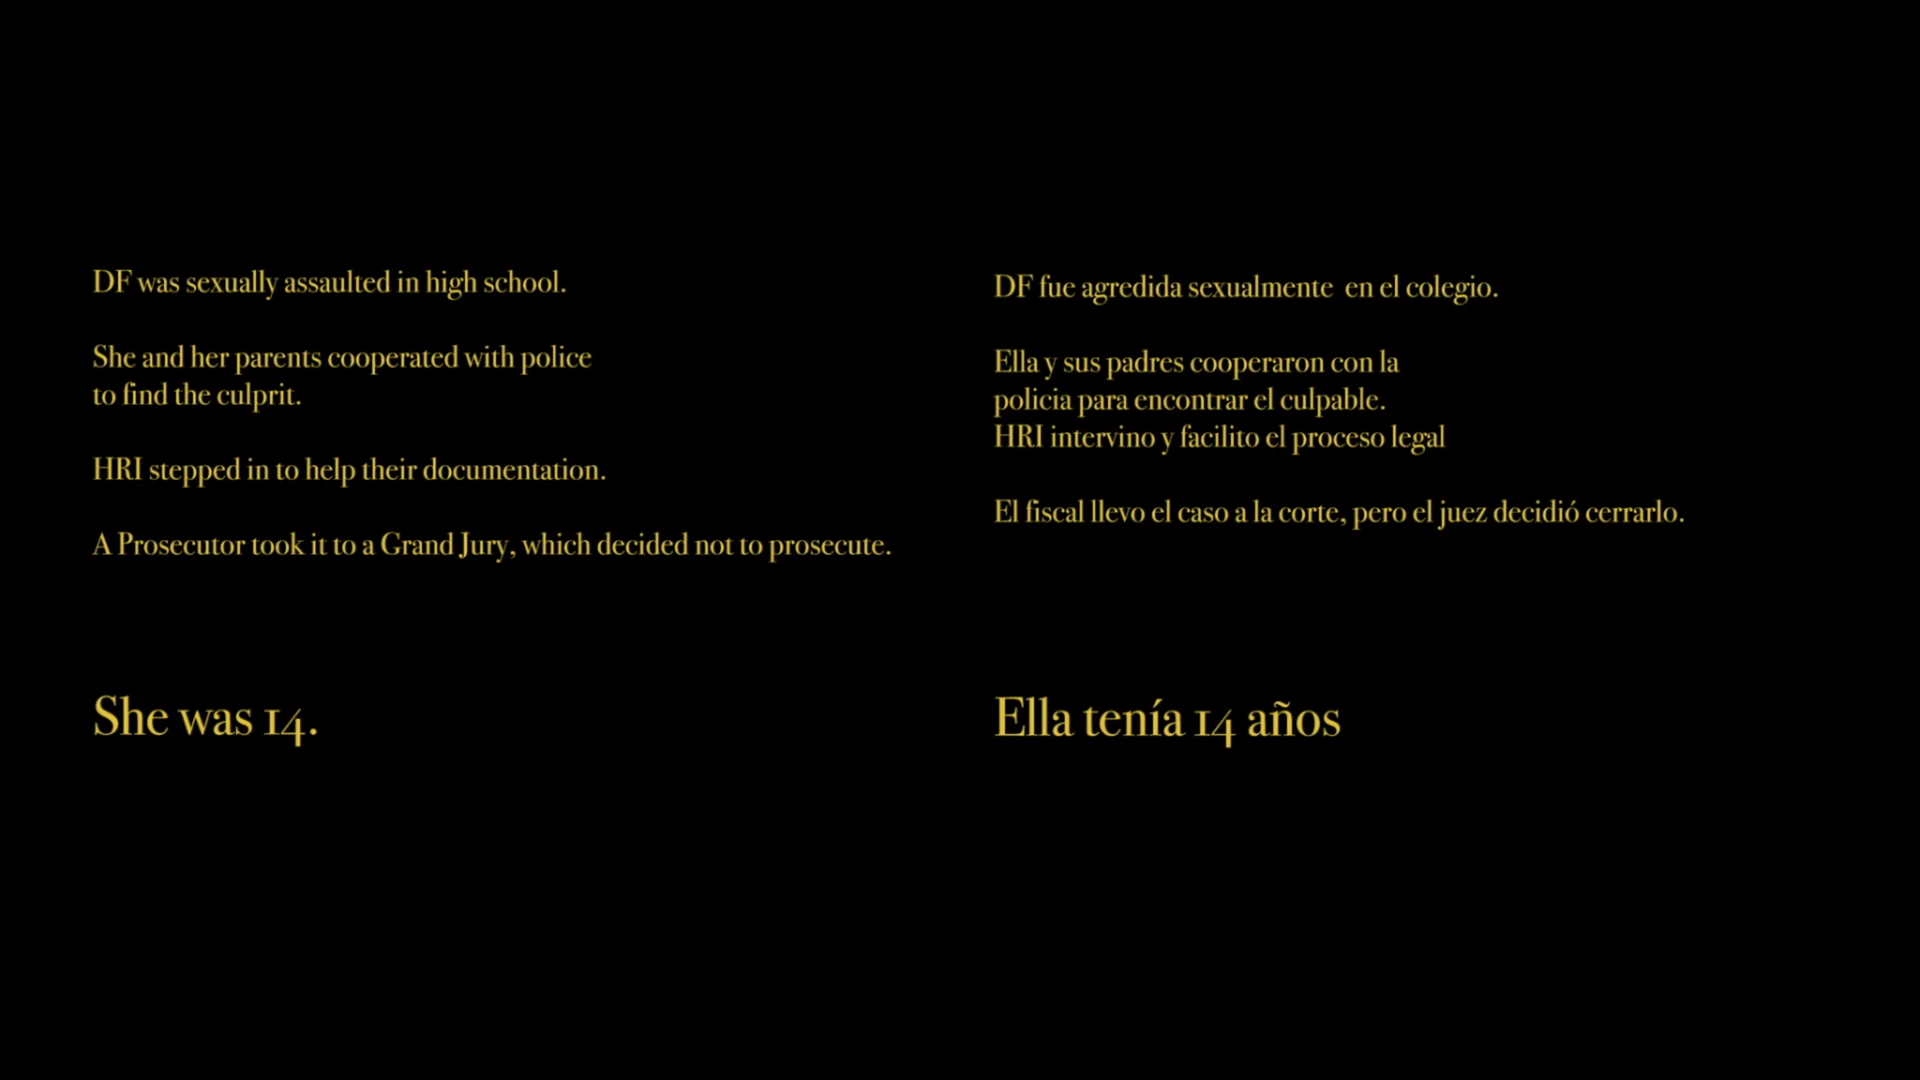 DF was sexually assaulted in high school.
She and her parents cooperated with police
to find the culprit.
HRI stepped in to help their documentation.
A Prosecutor took it to a Grand Jury, which decided not to prosecute.
She was 14.
DF fue agredida sexualmente  en el colegio.
Ella y sus padres cooperaron con la
policia para encontrar el culpable.
HRI intervino y facilito el proceso legal
El fiscal llevo el caso a la corte, pero el juez decidió cerrarlo.
Ella tenía 14 años